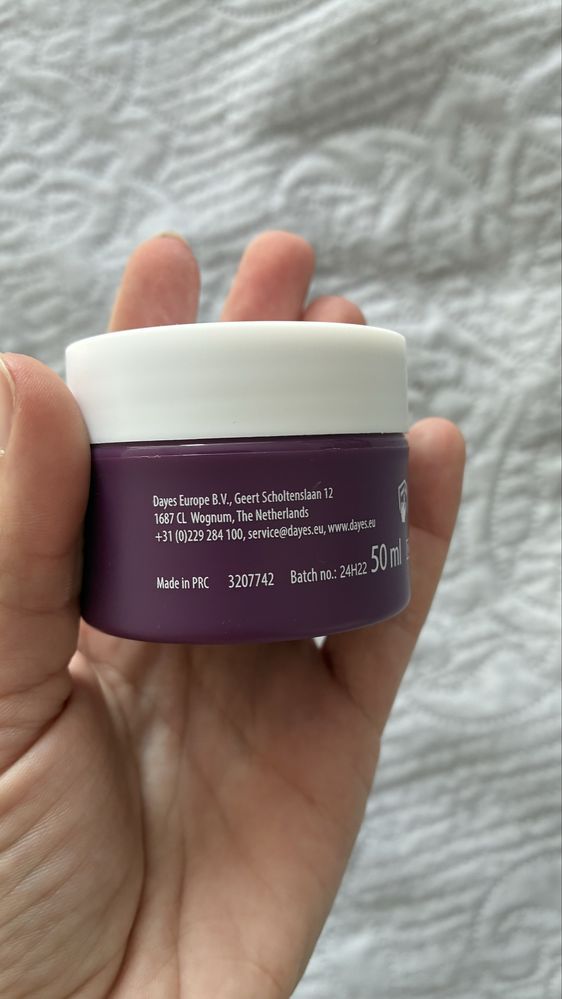 Dayes Europe B.V., Geert Scholtenslaan 12
1687 CL Wognum, The Netherlands
+31 (0)229 284 100, service@dayes.eu, www.dayes.eu
50 ml
Made in PRC 3207742 Batch no.: 24H22